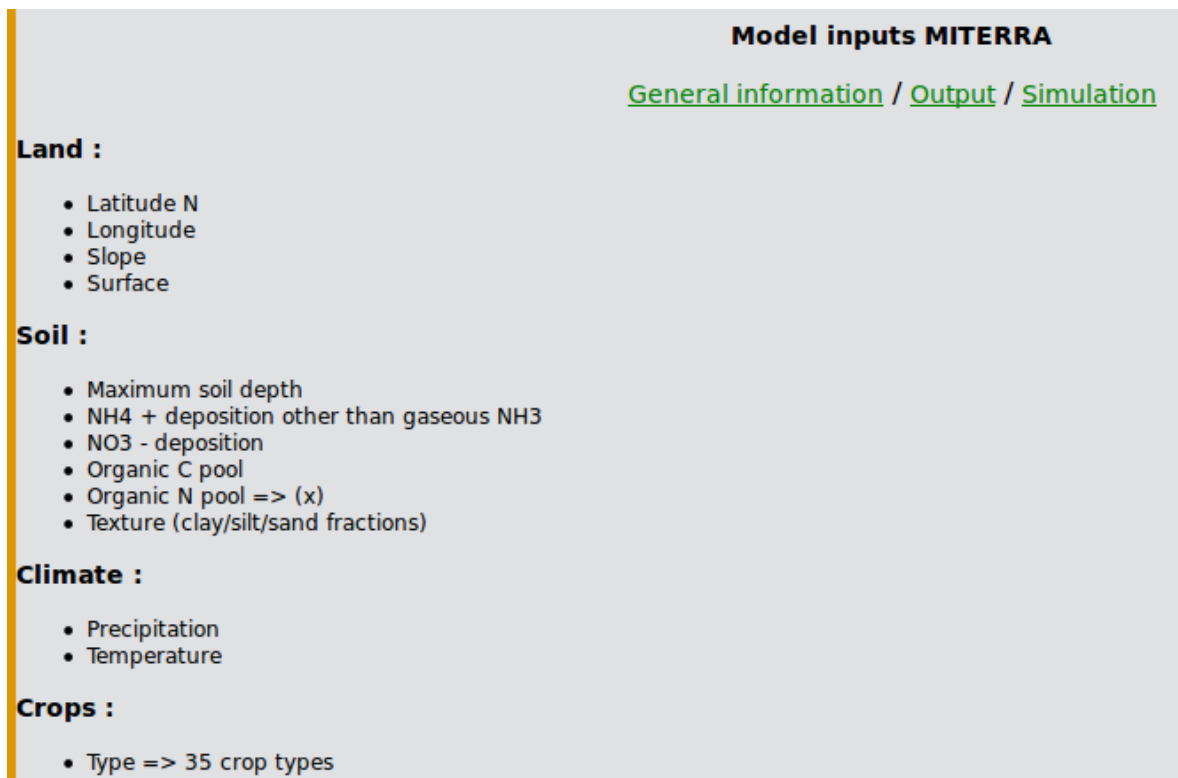 Model inputs MITERRA
General information / Output / Simulation
Land :
• Latitude N
• Longitude
• Slope
• Surface
Soil :
• Maximum soil depth
• NH4 + deposition other than gaseous NH3
• NO3 - deposition
• Organic C pool
• Organic N pool => (x)
• Texture (clay/silt/sand fractions)
Climate :
• Precipitation
• Temperature
Crops :
• Type => 35 crop types